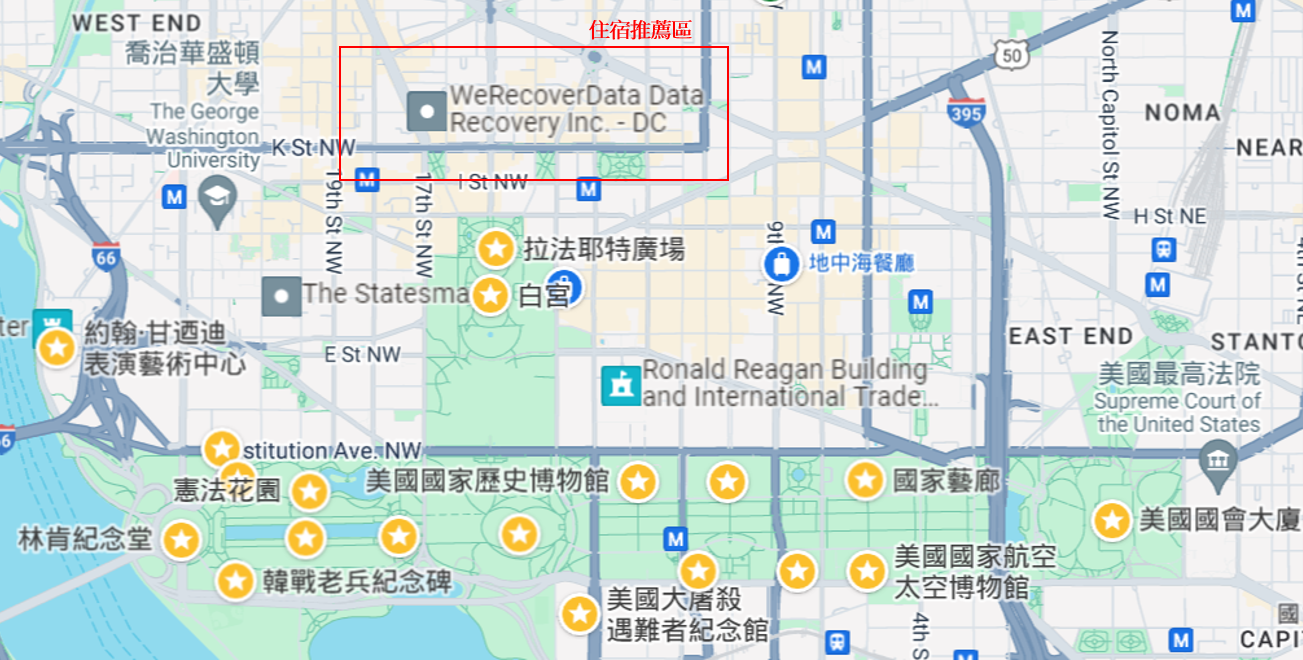 WEST END
住宿推薦區
喬治華盛頓
大學
The George
Washington
University
WeRecoverData Data
Recovery Inc. - DC
50
North Capitol St NW
395
NOMA
NEAR
K St NW
M
I St NW
19th St NW
17th St NW
H St NE
66
拉法耶特廣場
白宮
9th NW
地中海餐廳
The Statesma
ter
約翰·甘迺迪
表演藝術中心
E St NW
EAST END
STANTO
Ronald Reagan Building
and International Trade...
美國最高法院
Supreme Court of
the United States
66
stitution Ave. NW
憲法花園
美國國家歷史博物館
國家藝廊
林肯紀念堂
美國國會大廈
韓戰老兵紀念碑
美國國家航空
太空博物館
美國大屠殺
遇難者紀念館
4th S
國
CAPI